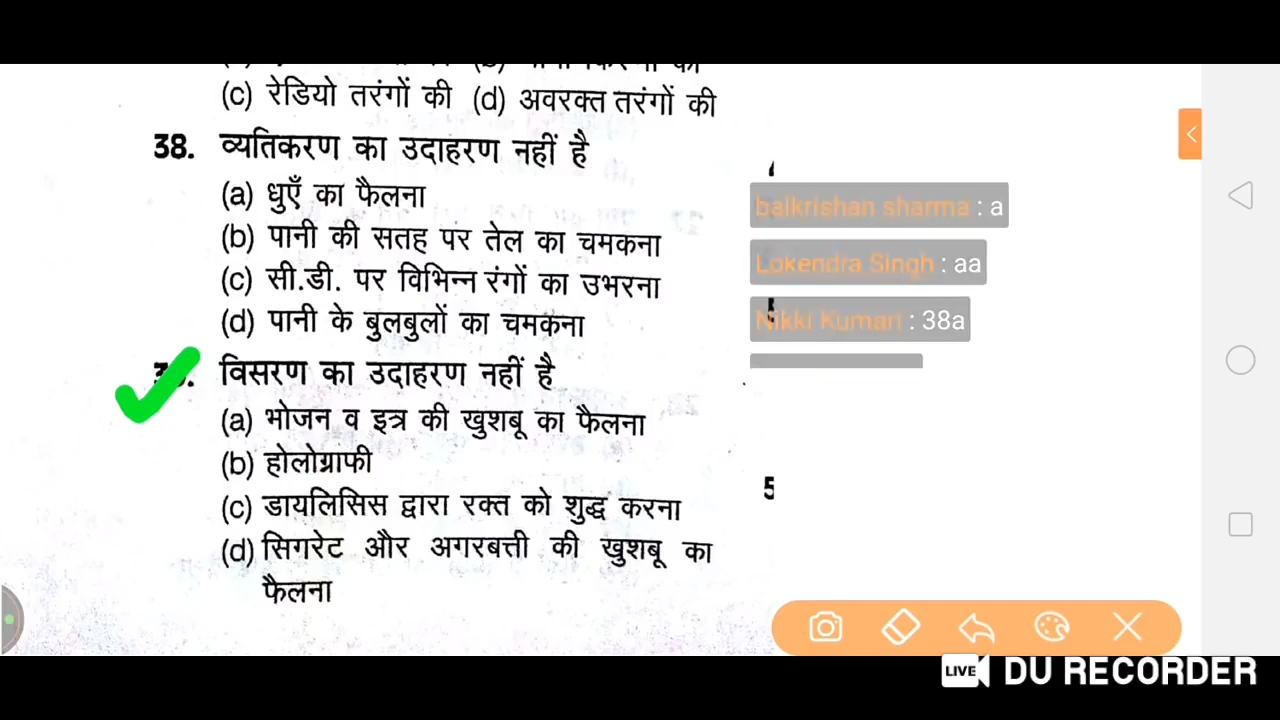 (c) रेडियो तरंगों की (d) अवरक्त तरंगों की
38. व्यतिकरण का उदाहरण नहीं है
(a) धुएँ का फैलना
(b) पानी की सतह पर तेल का चमकना
(c) सी.डी. पर विभिन्न रंगों का उभरना
(d) पानी के बुलबुलों का चमकना
विसरण का उदाहरण नहीं है
(a) भोजन व इत्र की खुशबू का फैलना
(b) होलोग्राफी
(c) डायलिसिस द्वारा रक्त को शुद्ध करना
(d) सिगरेट और अगरबत्ती की खुशबू का
फैलना
balkrishan sharma : a
Lokendra Singh : aa
Nikki Kumari : 38a
5
LIVE DU RECORDER